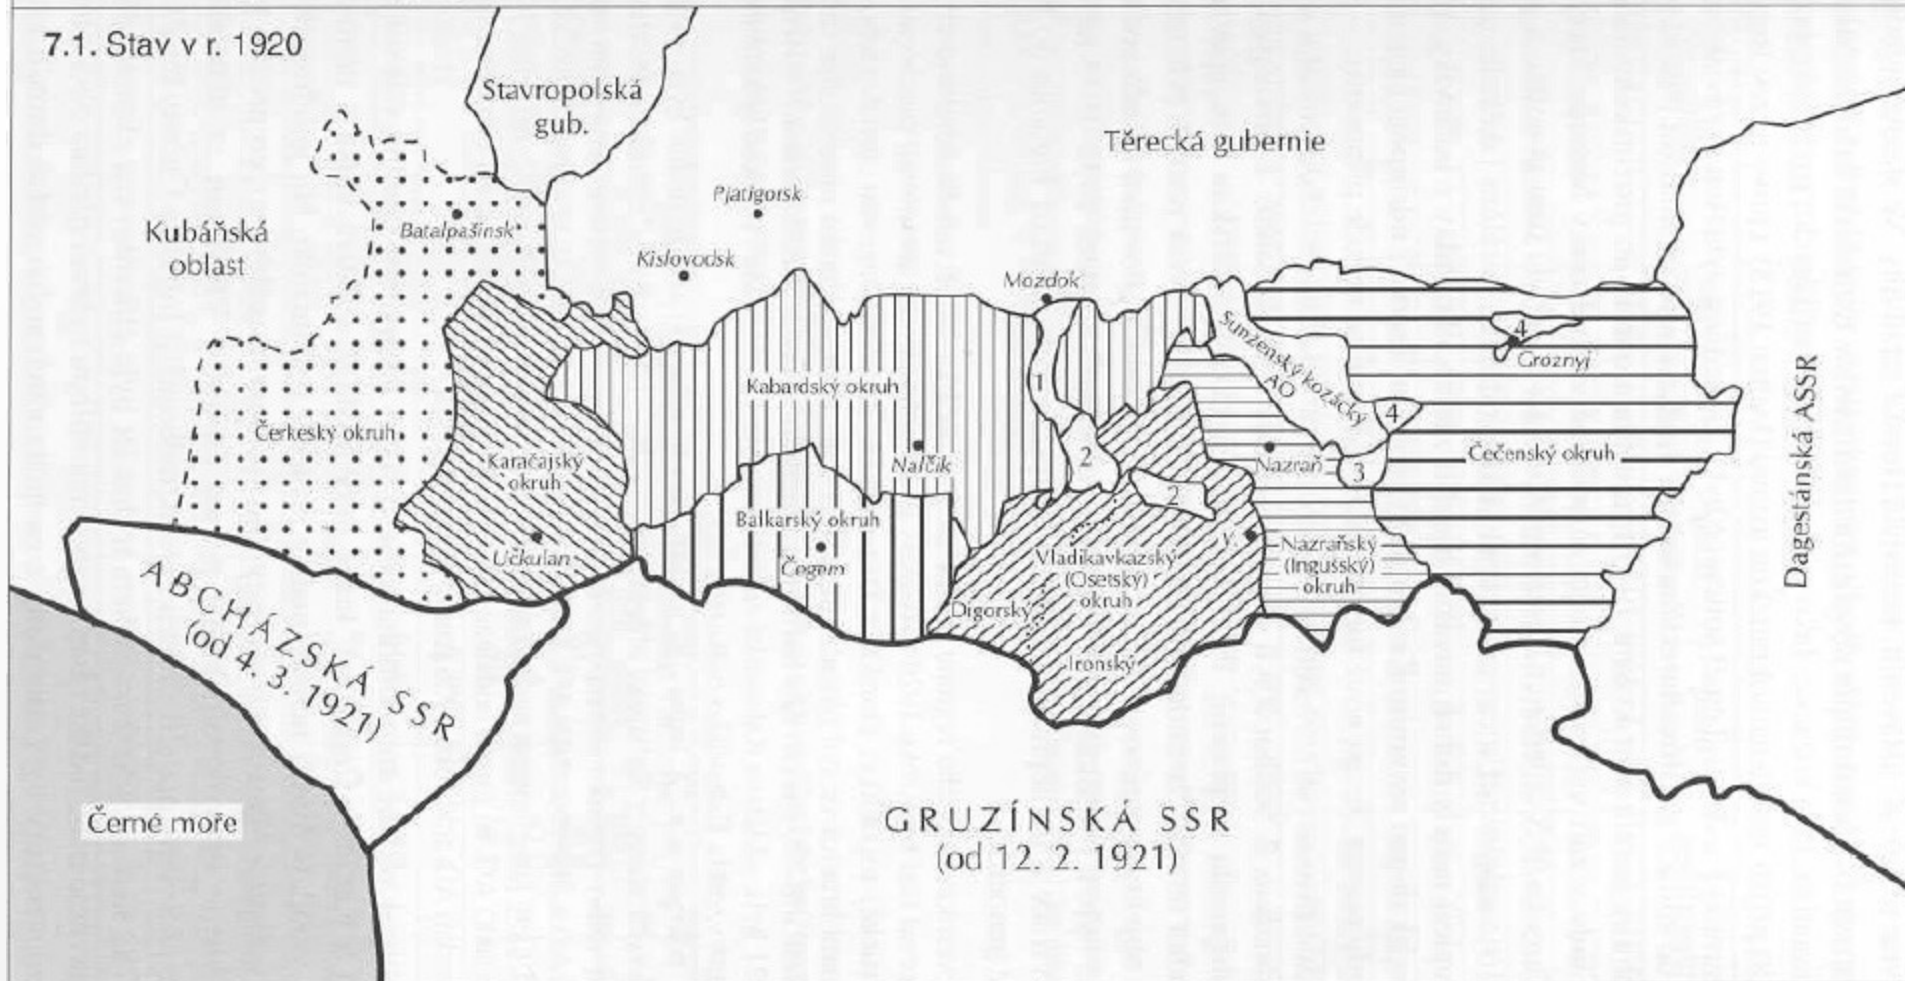 7.1. Stav v r. 1920
Stavropolská
gub.
Těrecká gubernie
Pjatigorsk
Batalpašinsk
Kubáňská
oblast
Kislovodsk
Mozdok
Sunženský kozácký
AO
4
Groznyj
1
Kabardský okruh
4
Čerkeský okruh
Karačajský
okruh
Nalčik
2
Nazraň
3
Čečenský okruh
Dagestánská ASSR
2
Balkarský okruh
V.
Učkulan
Čegem
Vladikavkazský
(Osetský)
okruh
Nazraňský
(Ingušský)
okruh
Digorský
Ironský
ABCHÁZSKÁ SSR
(od 4. 3. 1921)
Černé moře
GRUZÍNSKÁ SSR
(od 12. 2. 1921)